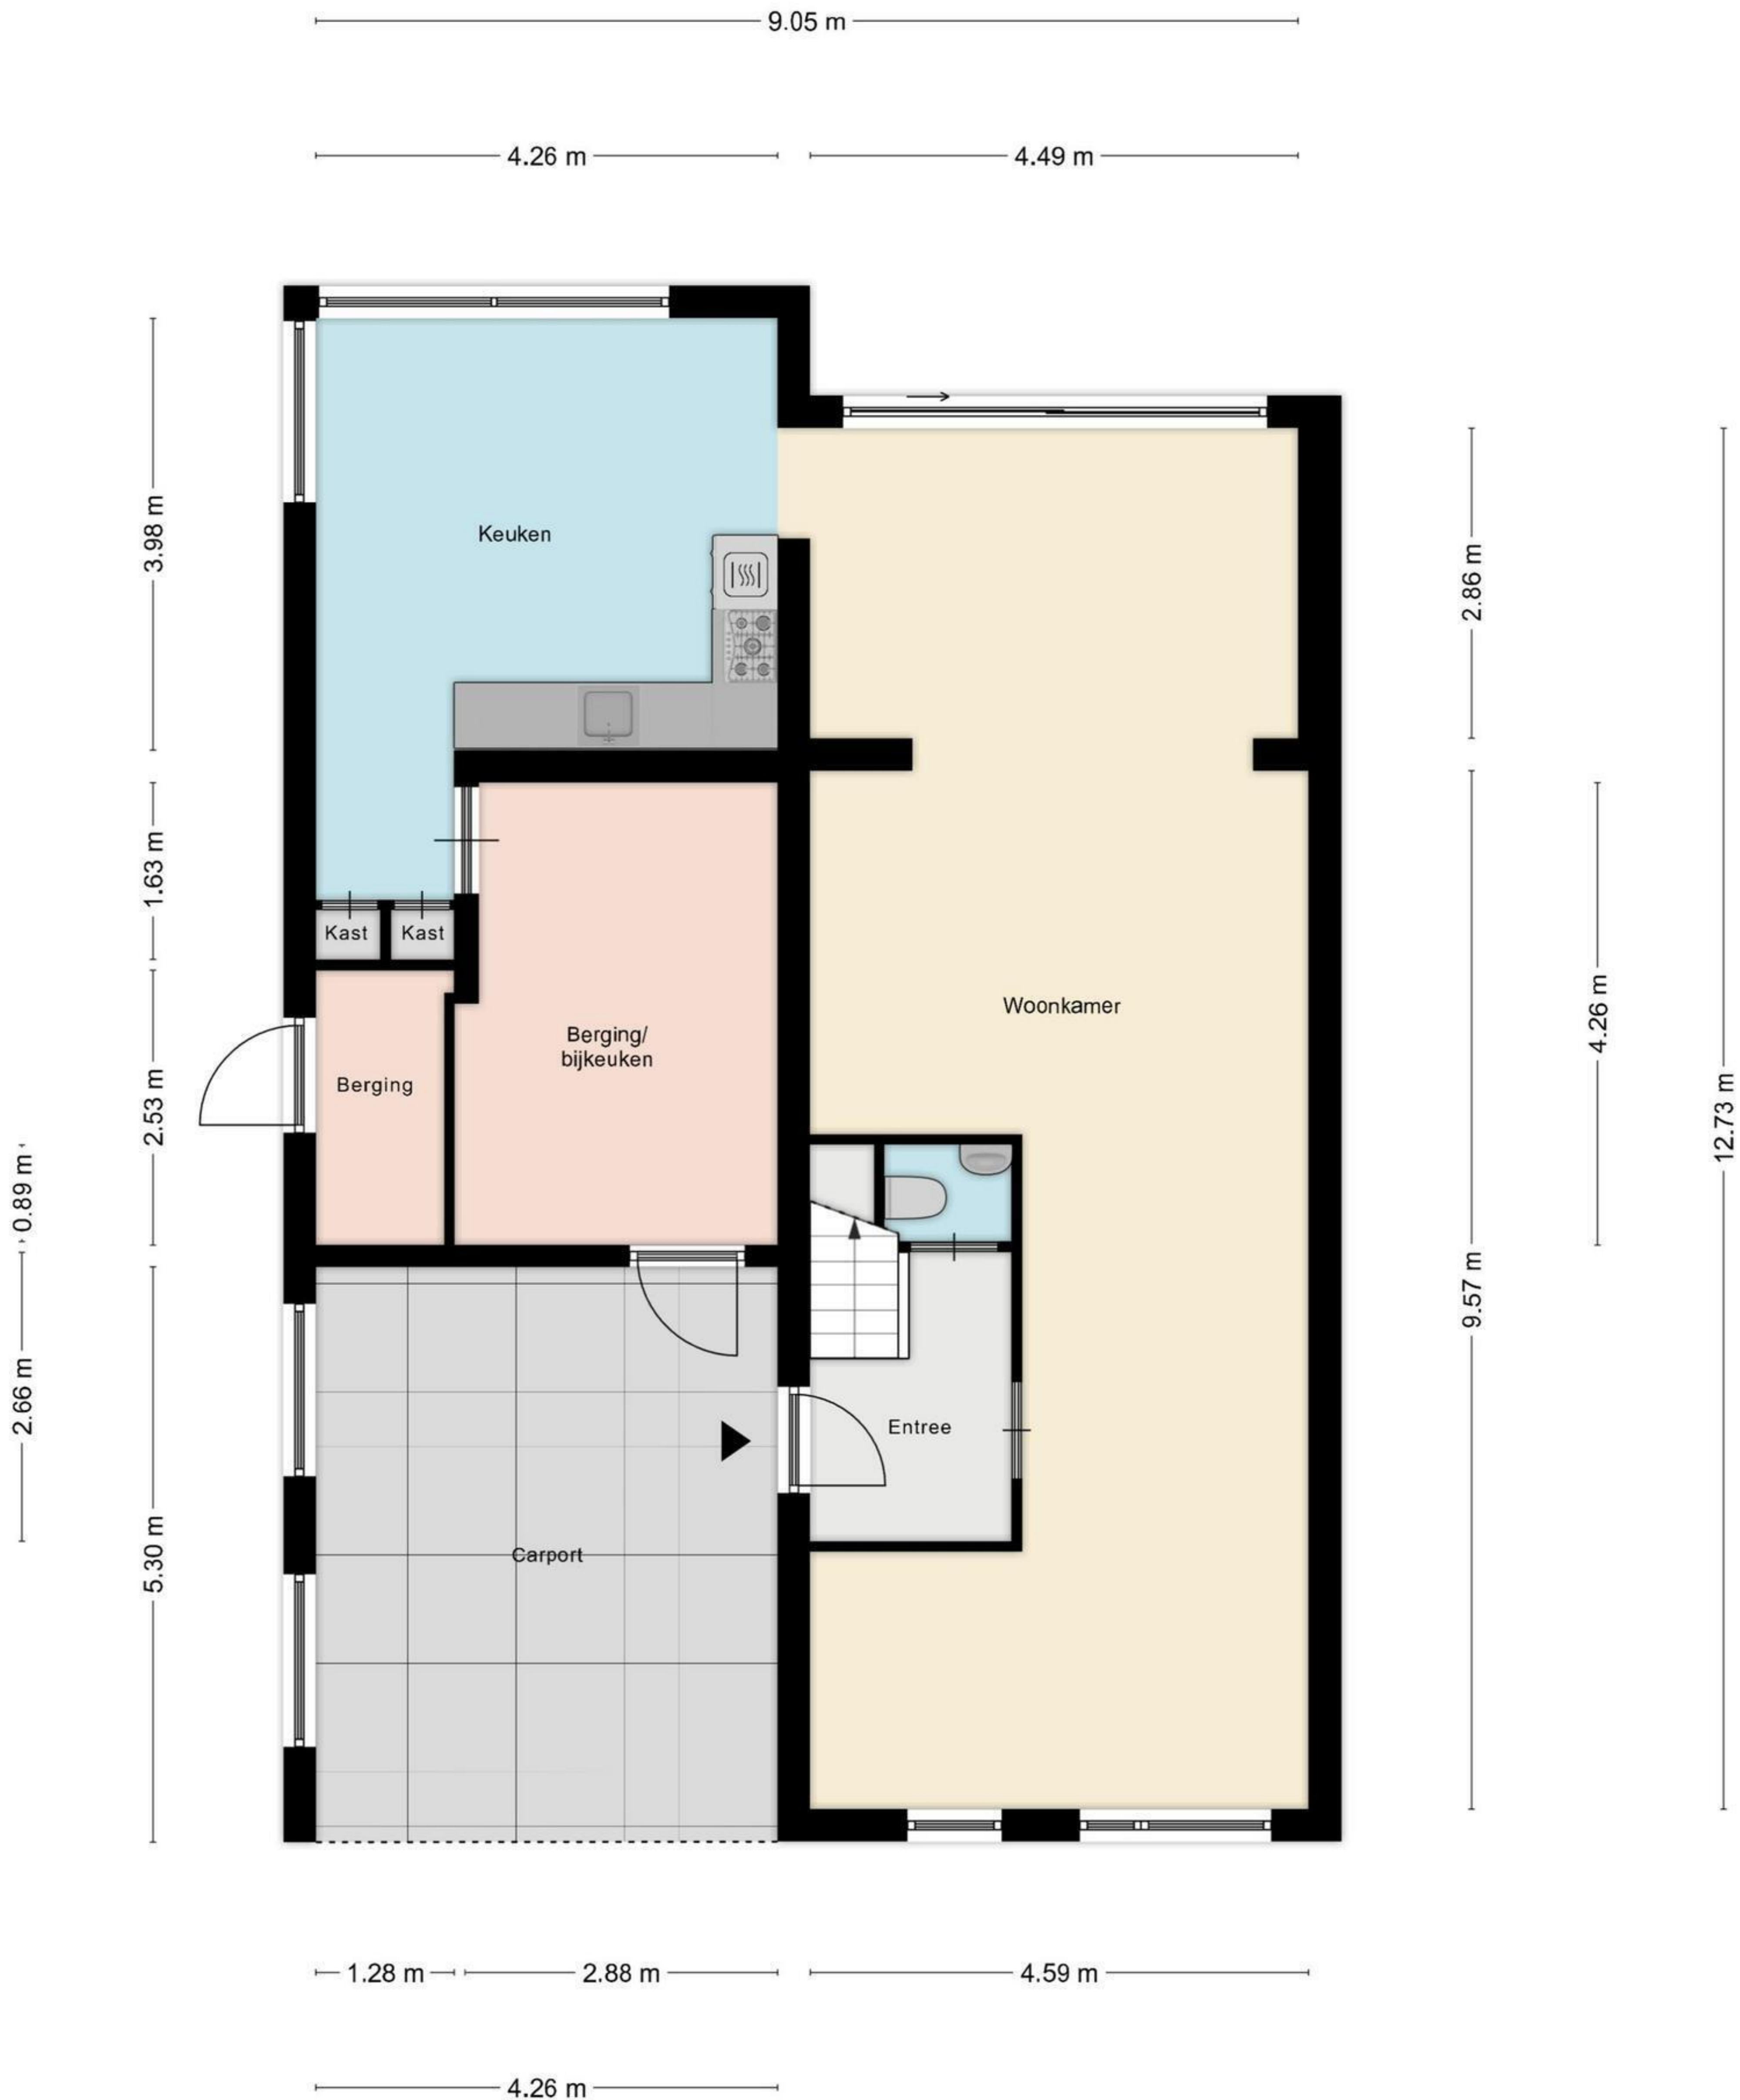 9.05 m
4.26 m
4.49 m
3.98 m
Keuken
2.86 m
1.63 m
Kast
Kast
Woonkamer
4.26 m
Berging/
bijkeuken
Berging
2.53 m
12.73 m
0.89 m
9.57 m
2.66 m
Entree
5.30 m
Carport
1.28 m
2.88 m
4.59 m
4.26 m